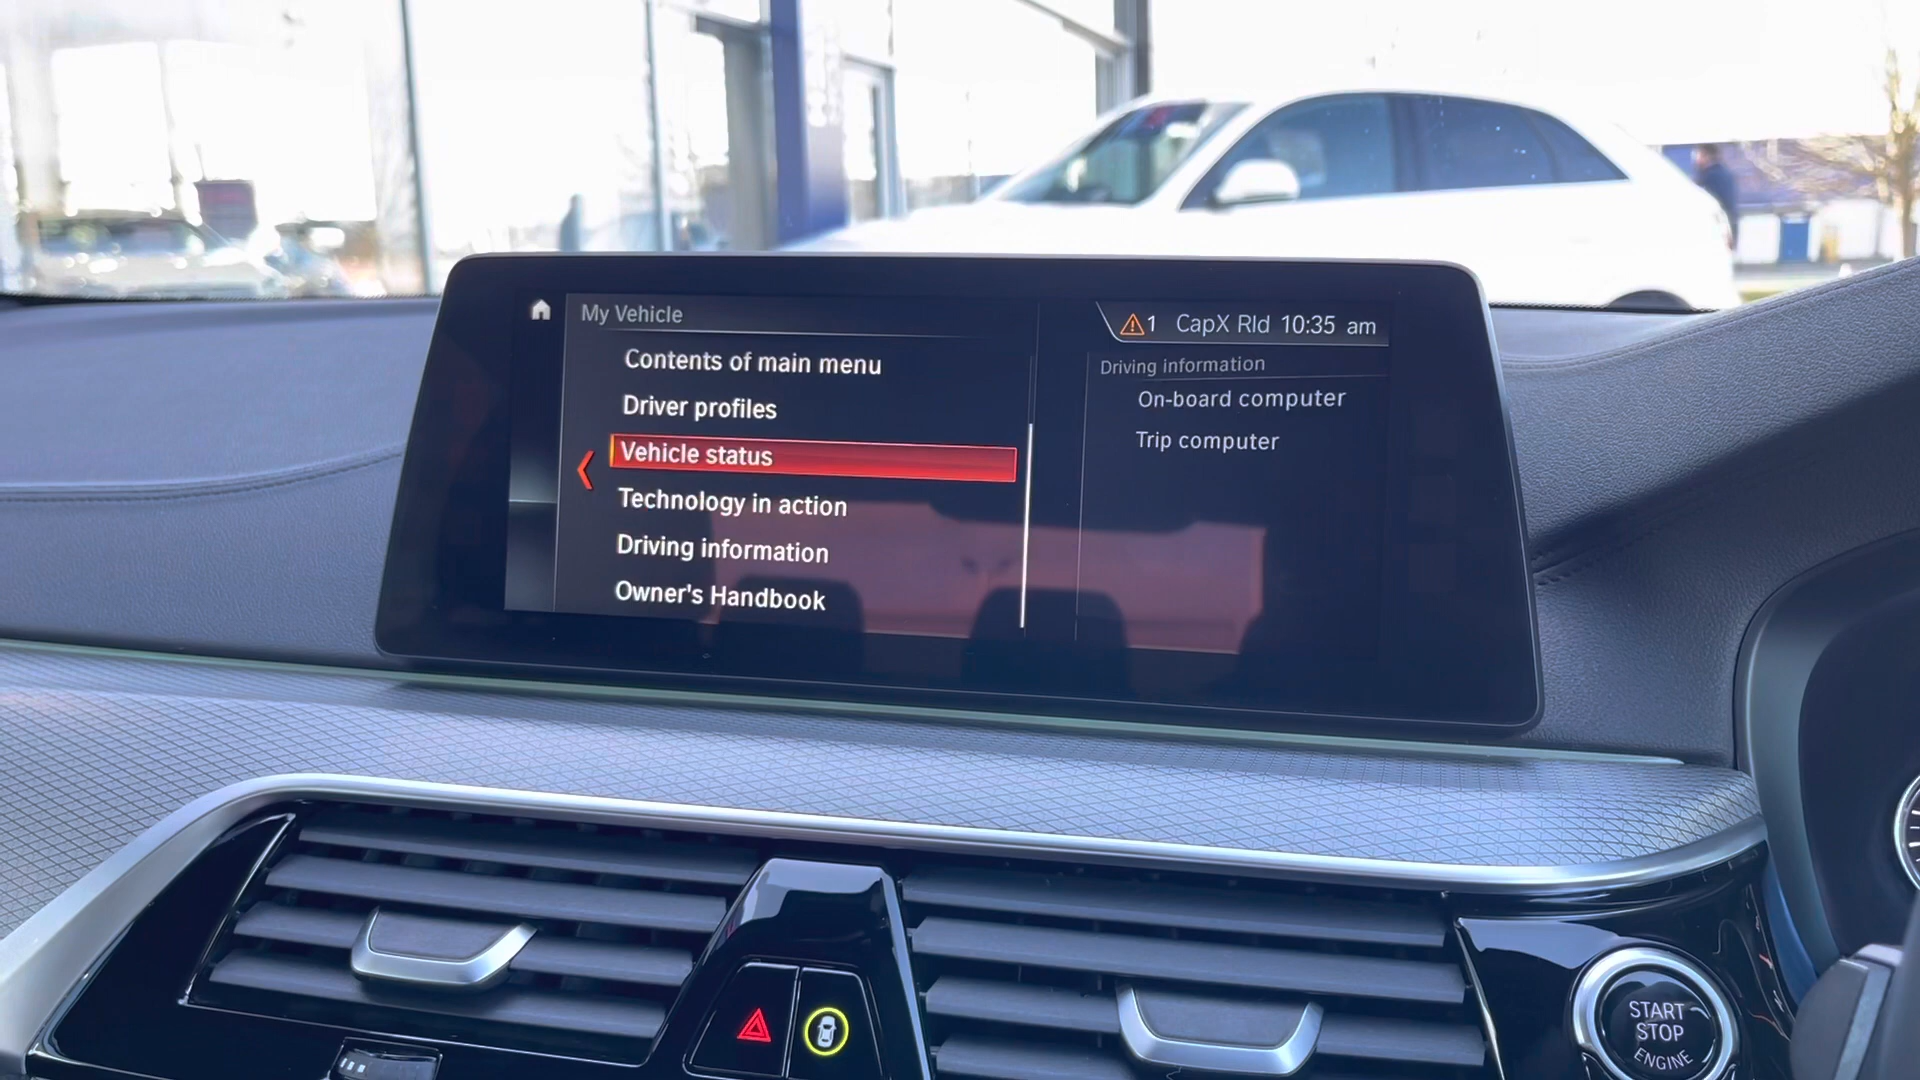 My Vehicle
Contents of main menu
Driver profiles
Vehicle status
Technology in action
Driving information
Owner's Handbook
1 CapX Rld 10:35 am
Driving information
On-board computer
Trip computer
START
STOP
ENGINE